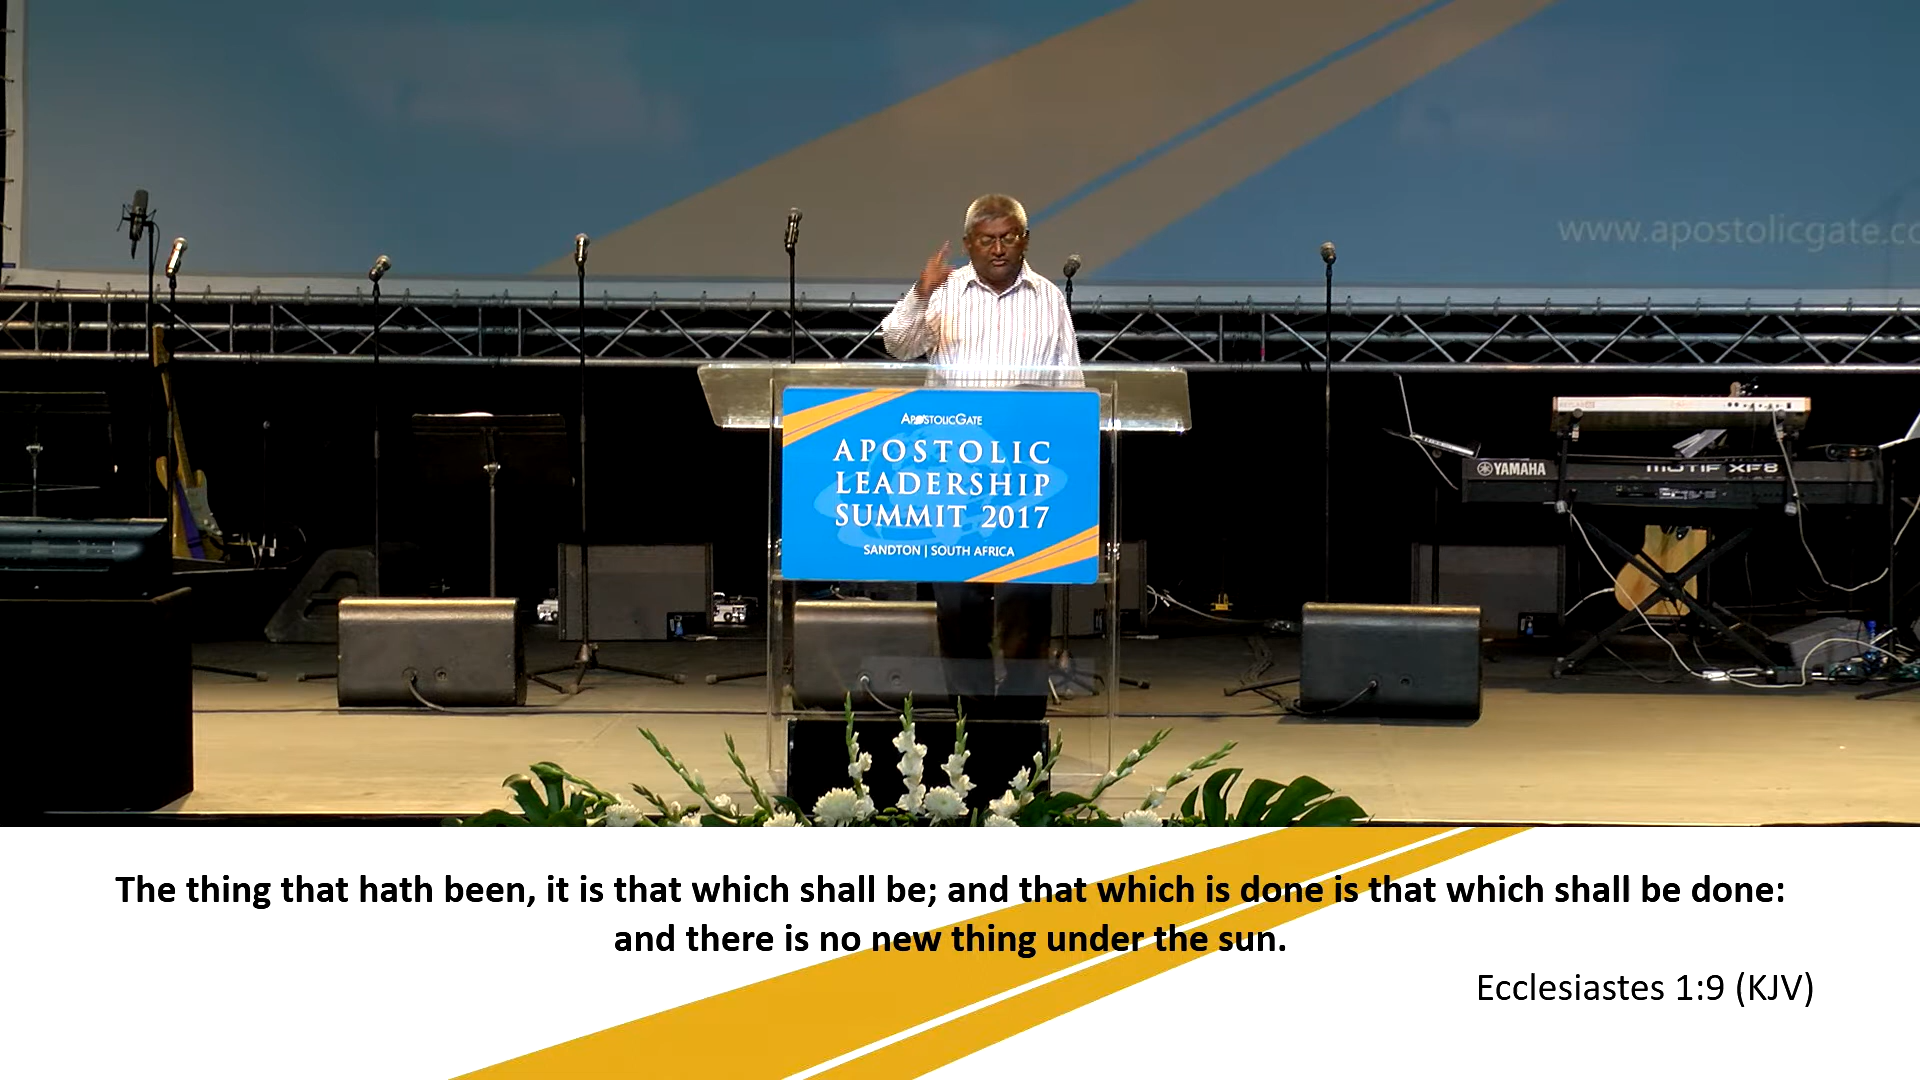 www.apostolicgate.co
APOSTOLICGATE
APOSTOLIC
LEADERSHIP
SUMMIT 2017
SANDTON | SOUTH AFRICA
YAMAHA
MOTIF XF8
The thing that hath been, it is that which shall be; and that which is done is that which shall be done:
and there is no new thing under the sun.
Ecclesiastes 1:9 (KJV)